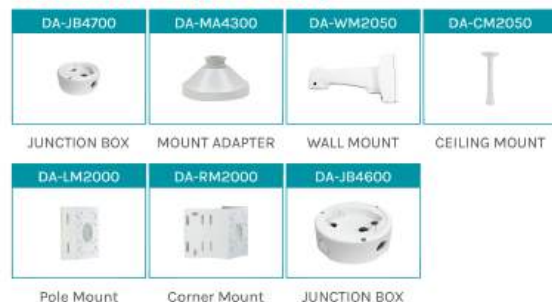 DA-JB4700 DA-MA4300 DA-WM2050 DA-CM2050
JUNCTION BOX MOUNT ADAPTER WALL MOUNT CEILING MOUNT
DA-LM2000 DA-RM2000 DA-JB4600
Pole Mount Corner Mount JUNCTION BOX